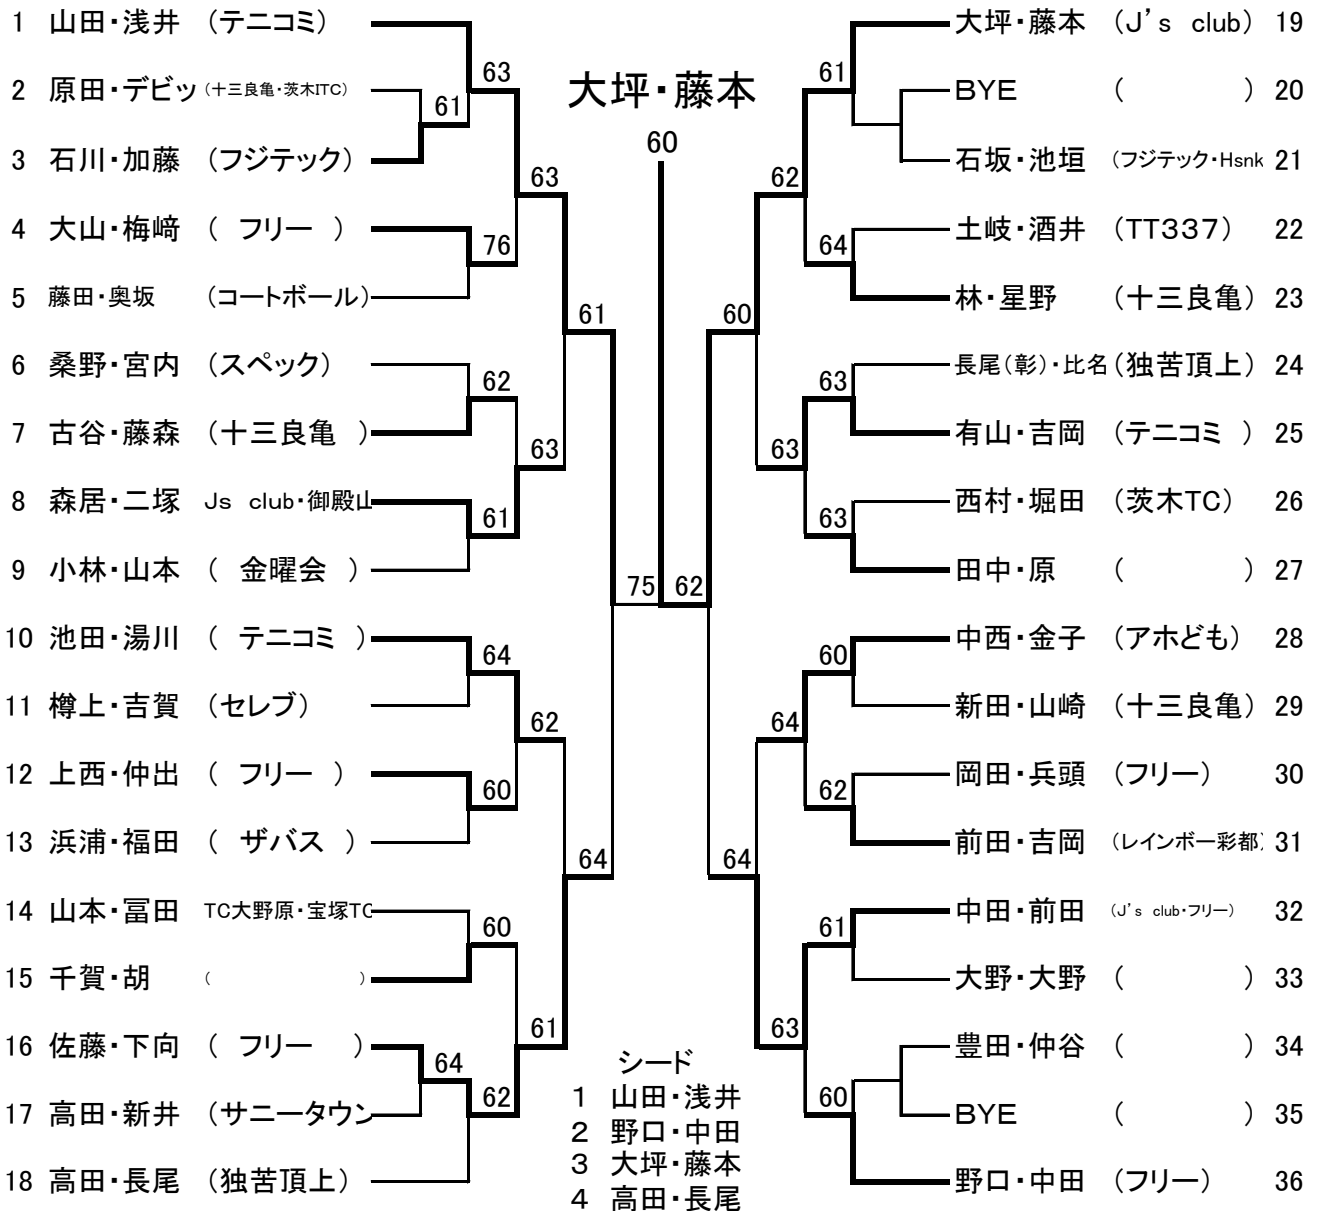 大坪・藤本
60
1 山田・浅井 (テニコミ)
2 原田・デビッ (十三良亀・茨木ITC)
3 石川・加藤 (フジテック)
4 大山・梅﨑 ( フリー )
5 藤田・奥坂 (コートボール)
6 桑野・宮内 (スペック)
7 古谷・藤森 (十三良亀 )
8 森居・二塚 Js club・御殿山
9 小林・山本 ( 金曜会 )
10 池田・湯川 ( テニコミ )
11 樽上・吉賀 (セレブ)
12 上西・仲出 ( フリー )
13 浜浦・福田 ( ザバス )
14 山本・冨田 TC大野原・宝塚TC
15 千賀・胡 ( )
16 佐藤・下向 ( フリー )
17 高田・新井 (サニータウン
18 高田・長尾 (独苦頂上)
63
61
63
76
61
62
63
61
75
64
62
60
64
60
61
64
62
大坪・藤本 (J's club) 19
BYE ( ) 20
石坂・池垣 (フジテック・Hsnk 21
土岐・酒井 (TT337) 22
林・星野 (十三良亀) 23
長尾(彰)・比名 (独苦頂上) 24
有山・吉岡 (テニコミ ) 25
西村・堀田 (茨木TC) 26
田中・原 ( ) 27
中西・金子 (アホども) 28
新田・山崎 (十三良亀) 29
岡田・兵頭 (フリー) 30
前田・吉岡 (レインボー彩都) 31
中田・前田 (J's club・フリー) 32
大野・大野 ( ) 33
豊田・仲谷 ( ) 34
BYE ( ) 35
野口・中田 (フリー) 36
61
62
64
60
63
63
63
62
60
64
62
64
61
63
60
シード
1 山田・浅井
2 野口・中田
3 大坪・藤本
4 高田・長尾